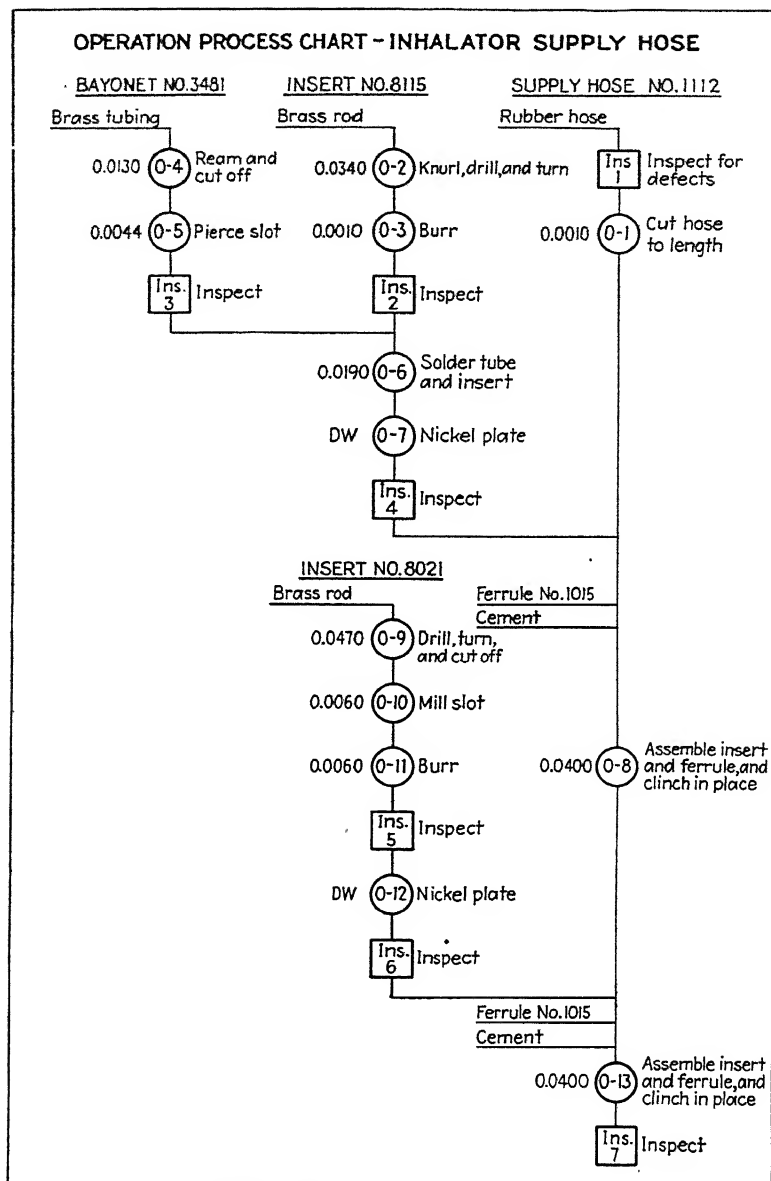 OPERATION PROCESS CHART - INHALATOR SUPPLY HOSE
BAYONET NO.3481
Brass tubing
0.0130
O-4
Ream and
cut off
0.0044
O-5
Pierce slot
Ins.
3
Inspect
INSERT NO.8115
Brass rod
0.0340
O-2
Knurl, drill, and turn
0.0010
O-3
Burr
Ins.
2
Inspect
0.0190
O-6
Solder tube
and insert
DW
O-7
Nickel plate
Ins.
4
Inspect
SUPPLY HOSE NO.1112
Rubber hose
Ins
1
Inspect for
defects
0.0010
O-1
Cut hose
to length
INSERT NO.8021
Brass rod
0.0470
O-9
Drill, turn,
and cut off
0.0060
O-10
Mill slot
0.0060
O-11
Burr
Ins.
5
Inspect
DW
O-12
Nickel plate
Ins.
6
Inspect
Ferrule No.1015
Cement
0.0400
O-8
Assemble insert
and ferrule, and
clinch in place
Ferrule No.1015
Cement
0.0400
O-13
Assemble insert
and ferrule, and
clinch in place
Ins.
7
Inspect